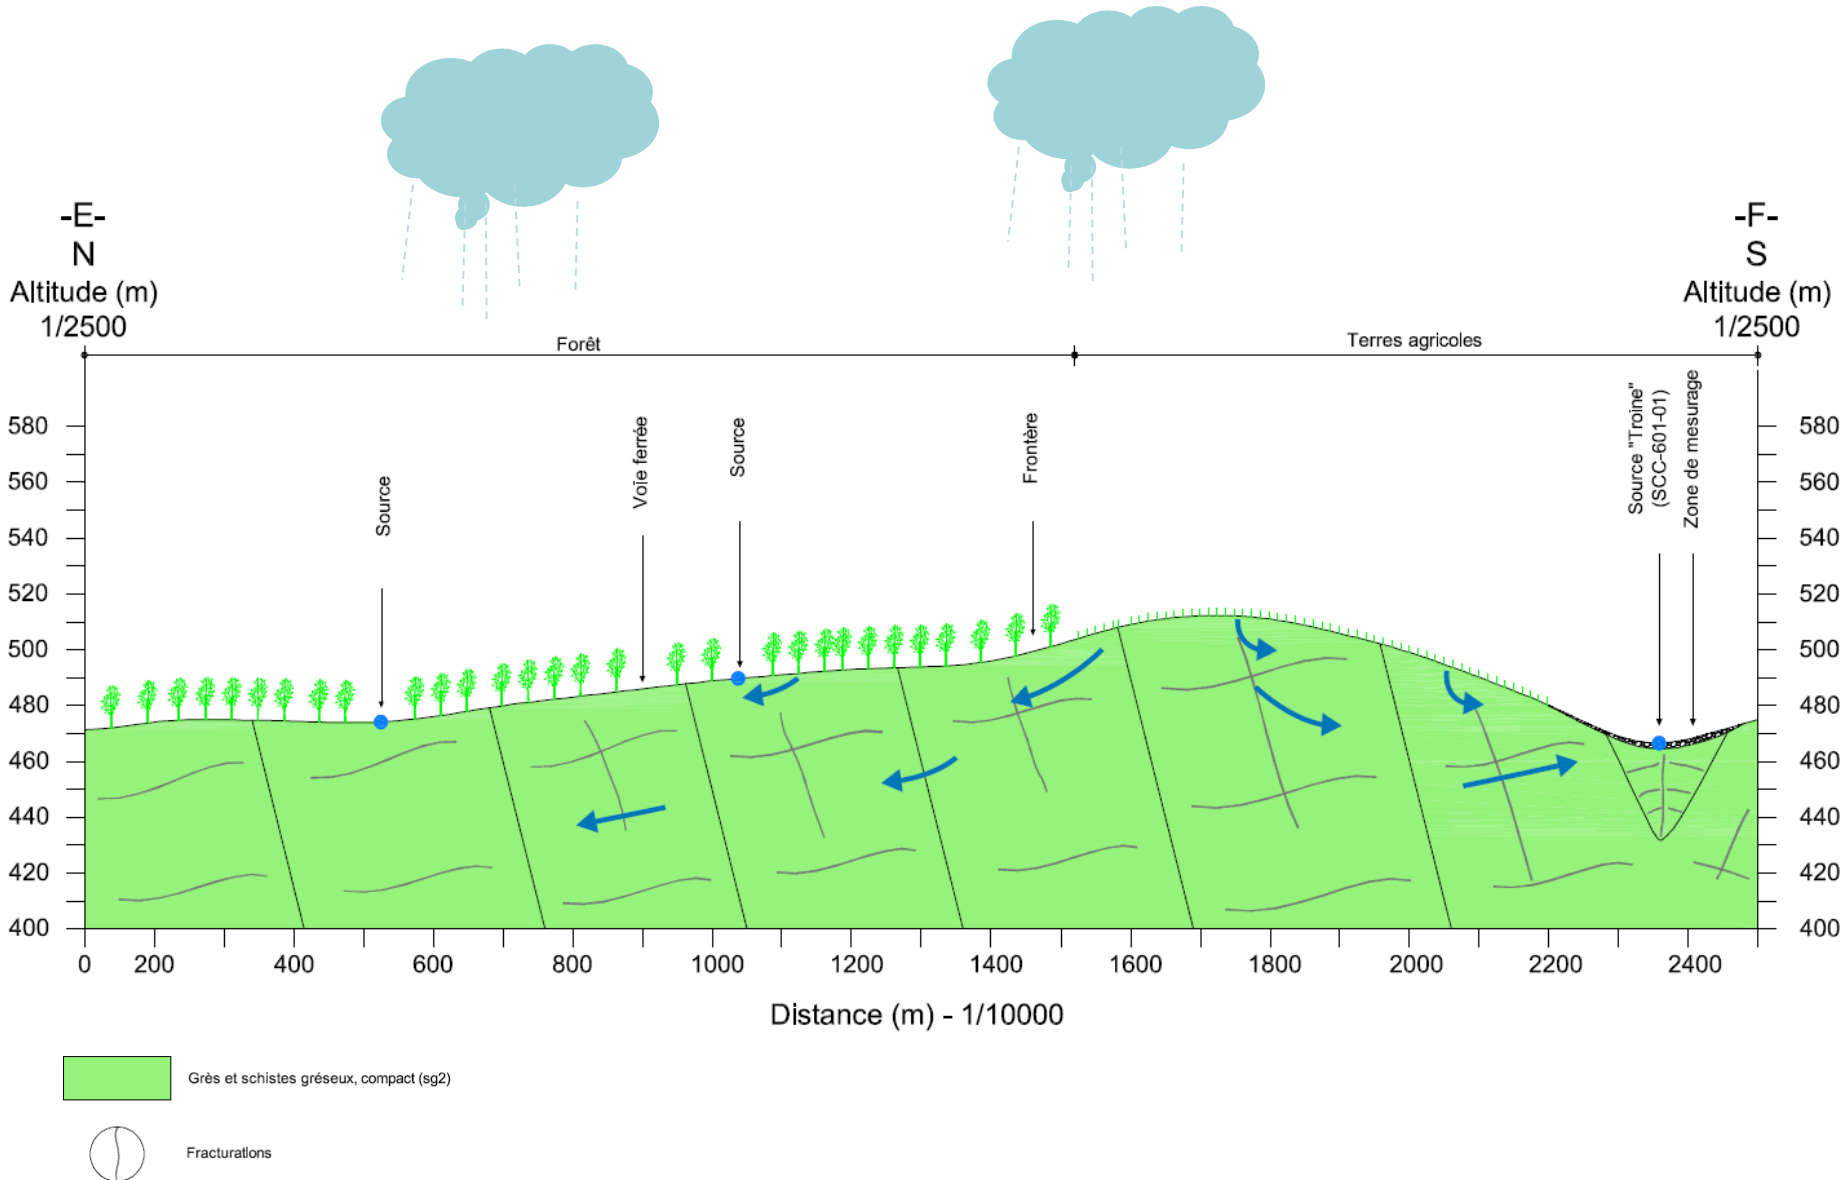 -E-
N
Altitude (m)
1/2500
-F-
S
Altitude (m)
1/2500
Forêt
Terres agricoles
Source
Voie ferrée
Source
Frontère
Source "Troine"
(SCC-601-01)
Zone de mesurage
580
560
540
520
500
480
460
440
420
400
580
560
540
520
500
480
460
440
420
400
0 200 400 600 800 1000 1200 1400 1600 1800 2000 2200 2400
Distance (m) - 1/10000
Grès et schistes gréseux, compact (sg2)
Fracturations